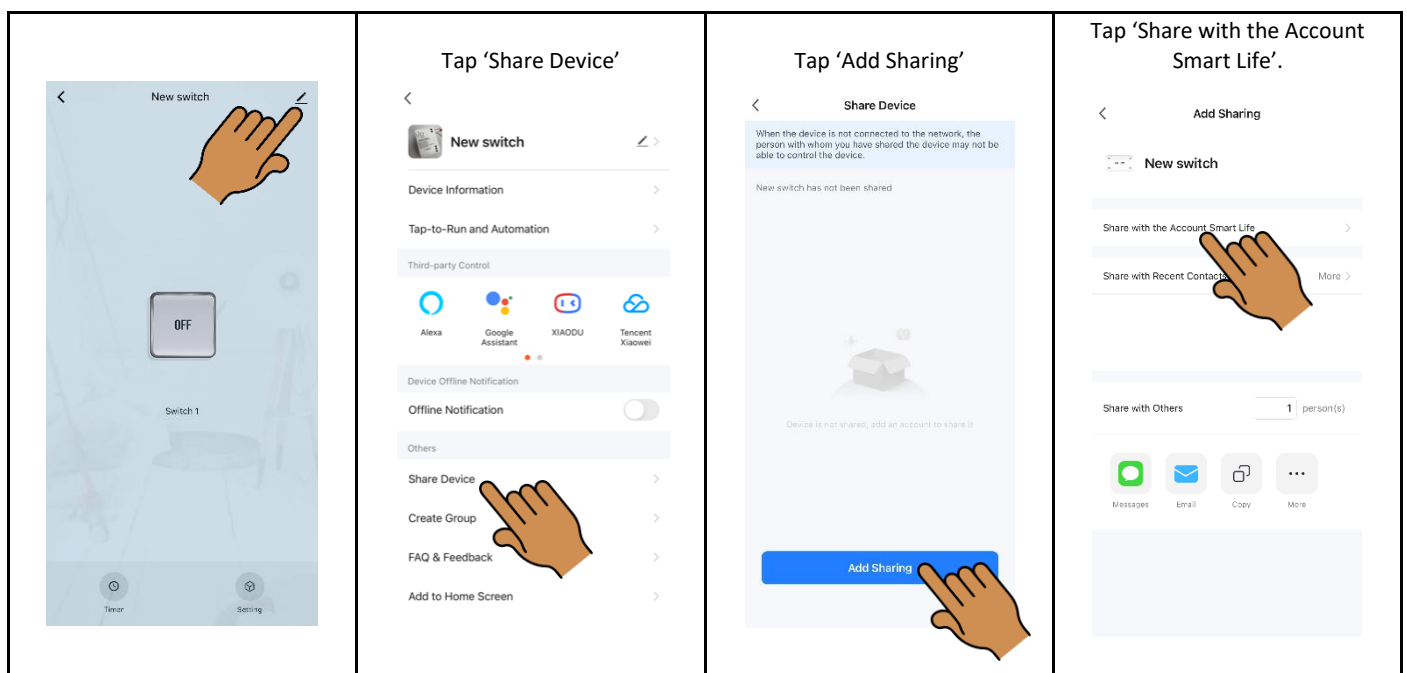 New switch
OFF
Switch 1
Timer
Setting
Tap ‘Share Device’
New switch
Device Information
Tap-to-Run and Automation
Third-party Control
Alexa
Google
Assistant
XIAODU
Tencent
Xiaowei
Device Offline Notification
Offline Notification
Others
Share Device
Create Group
FAQ & Feedback
Add to Home Screen
Tap ‘Add Sharing’
Share Device
When the device is not connected to the network, the
person with whom you have shared the device may not be
able to control the device.
New switch has not been shared
Device is not shared, add an account to share it
Add Sharing
Tap ‘Share with the Account
Smart Life’.
Add Sharing
New switch
Share with the Account Smart Life
Share with Recent Contacts
More
Share with Others
1 person(s)
Messages
Email
Copy
More